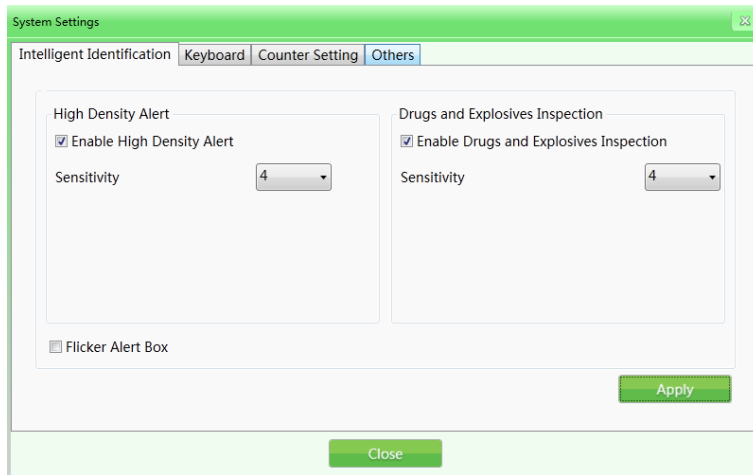 System Settings
Intelligent Identification Keyboard Counter Setting Others
High Density Alert
Enable High Density Alert
Sensitivity 4
Drugs and Explosives Inspection
Enable Drugs and Explosives Inspection
Sensitivity 4
Flicker Alert Box
Apply
Close